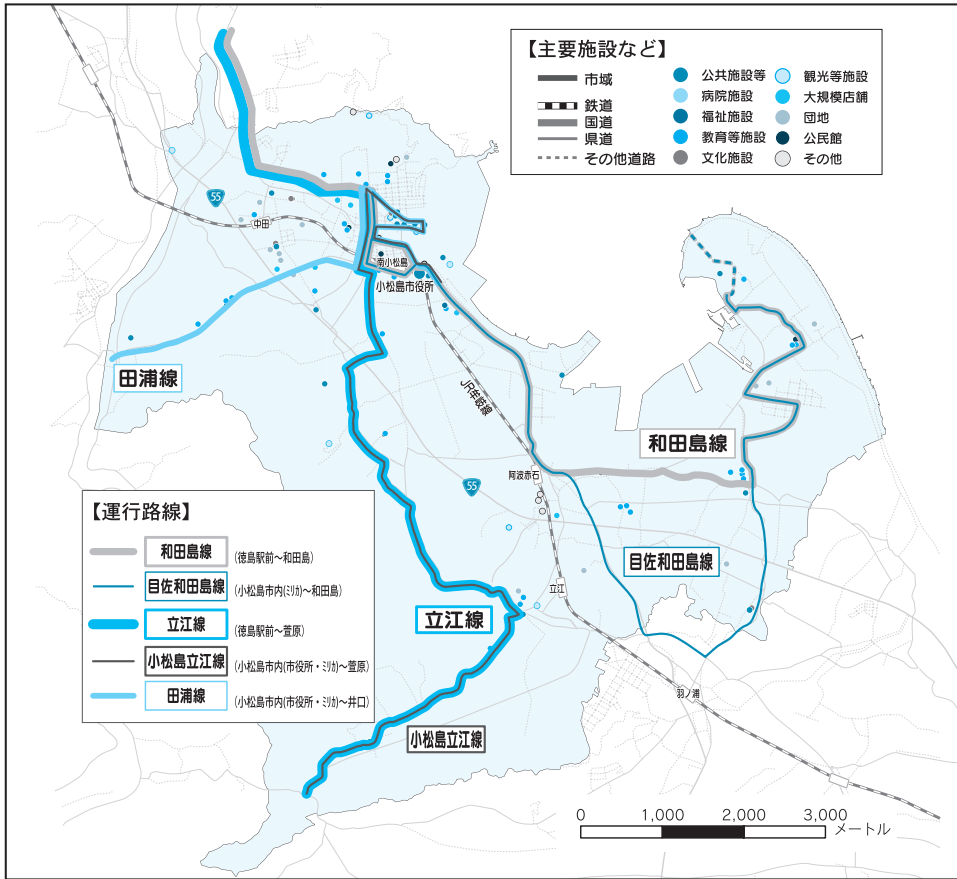 【主要施設など】
市域
鉄道
国道
県道
その他道路
公共施設等
病院施設
福祉施設
教育等施設
文化施設
観光等施設
大規模店舗
団地
公民館
その他
55
中田
南小松島
小松島市役所
田浦線
JR牟岐線
和田島線
阿波赤石
55
目佐和田島線
立江
立江線
羽ノ浦
小松島立江線
【運行路線】
和田島線 (徳島駅前～和田島)
目佐和田島線 (小松島市内(ミリカ)～和田島)
立江線 (徳島駅前～萱原)
小松島立江線 (小松島市内(市役所・ミリカ)～萱原)
田浦線 (小松島市内(市役所・ミリカ)～井口)
0 1,000 2,000 3,000
メートル